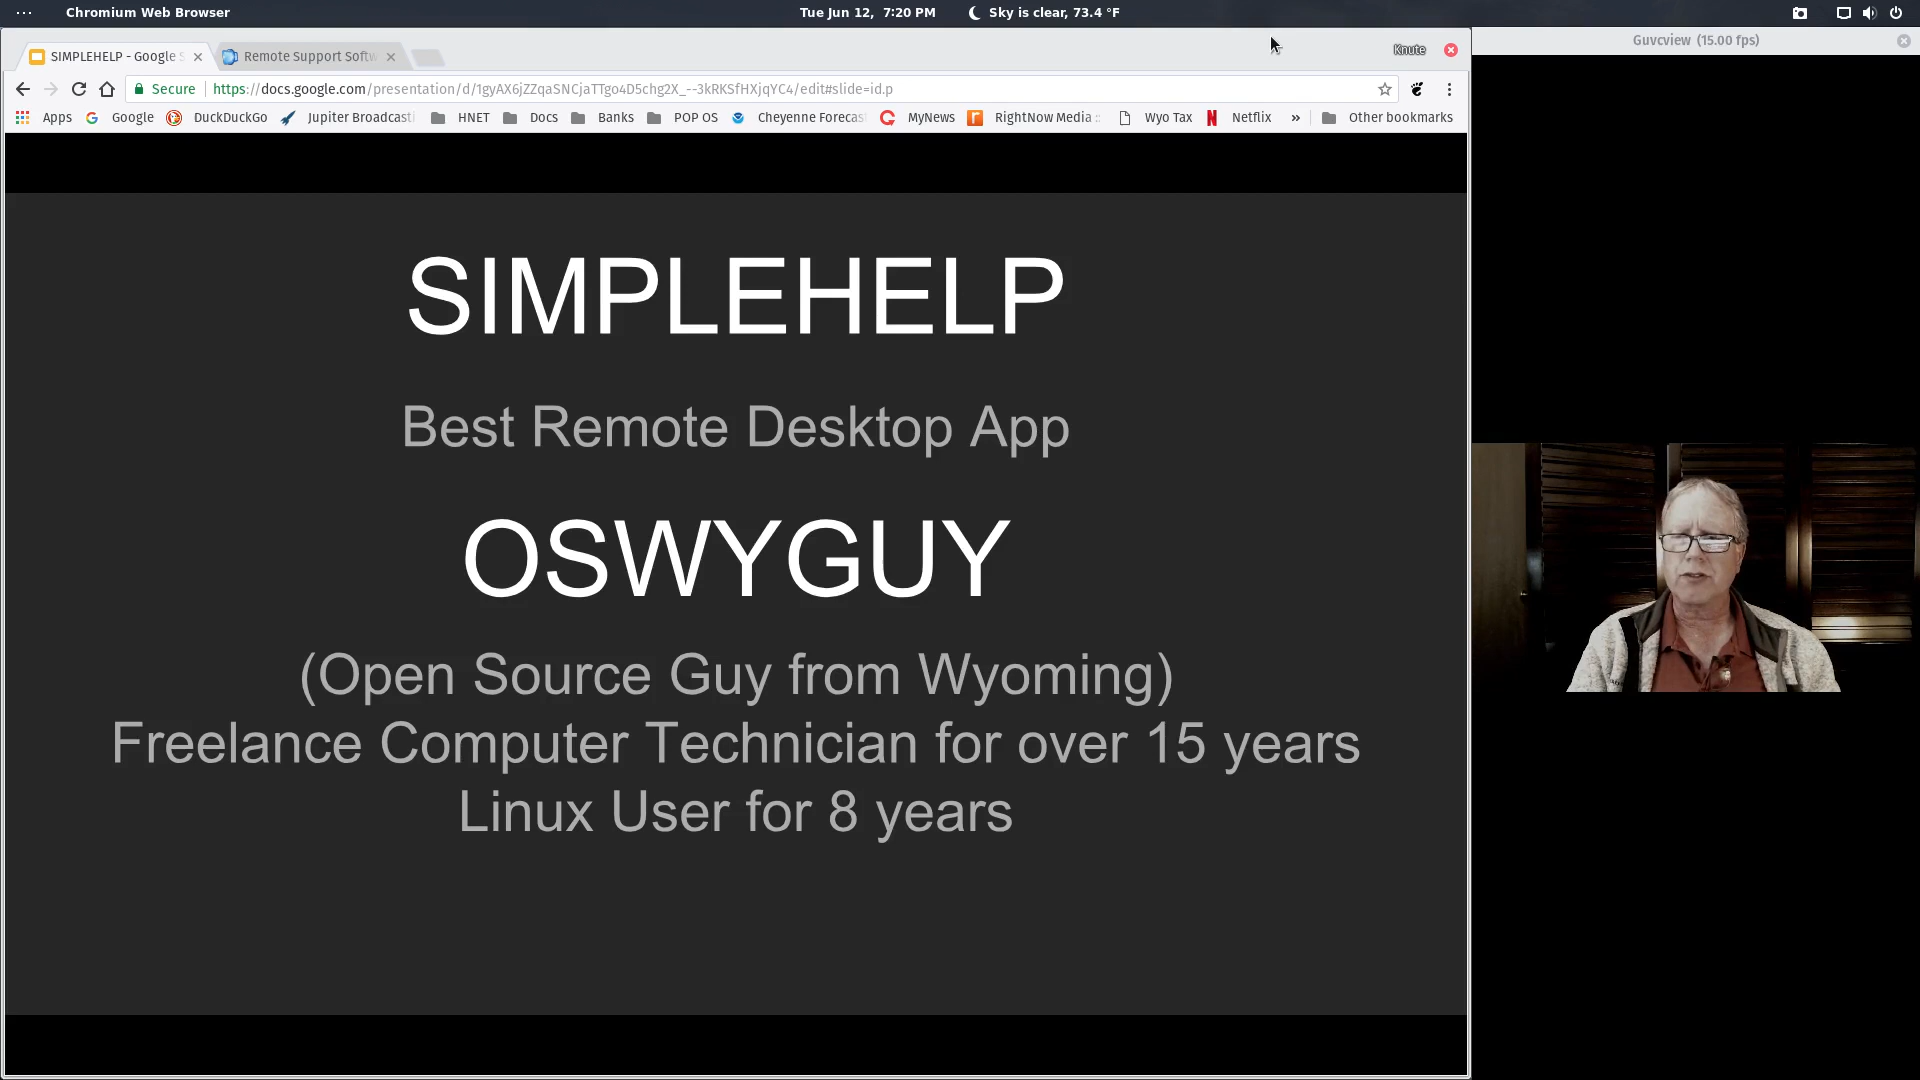 Chromium Web Browser
Tue Jun 12, 7:20 PM
Sky is clear, 73.4 °F
SIMPLEHELP - Google S
Remote Support Softw
Knute
Guvcview (15.00 fps)
Secure
https://docs.google.com/presentation/d/1gyAX6jZZqaSNCjaTTgo4D5chg2X_--3kRKSfHXjqYC4/edit#slide=id.p
Apps
Google
DuckDuckGo
Jupiter Broadcasti
HNET
Docs
Banks
POP OS
Cheyenne Forecas
MyNews
RightNow Media ::
Wyo Tax
Netflix
»
Other bookmarks
SIMPLEHELP
Best Remote Desktop App
OSWYGUY
(Open Source Guy from Wyoming)
Freelance Computer Technician for over 15 years
Linux User for 8 years